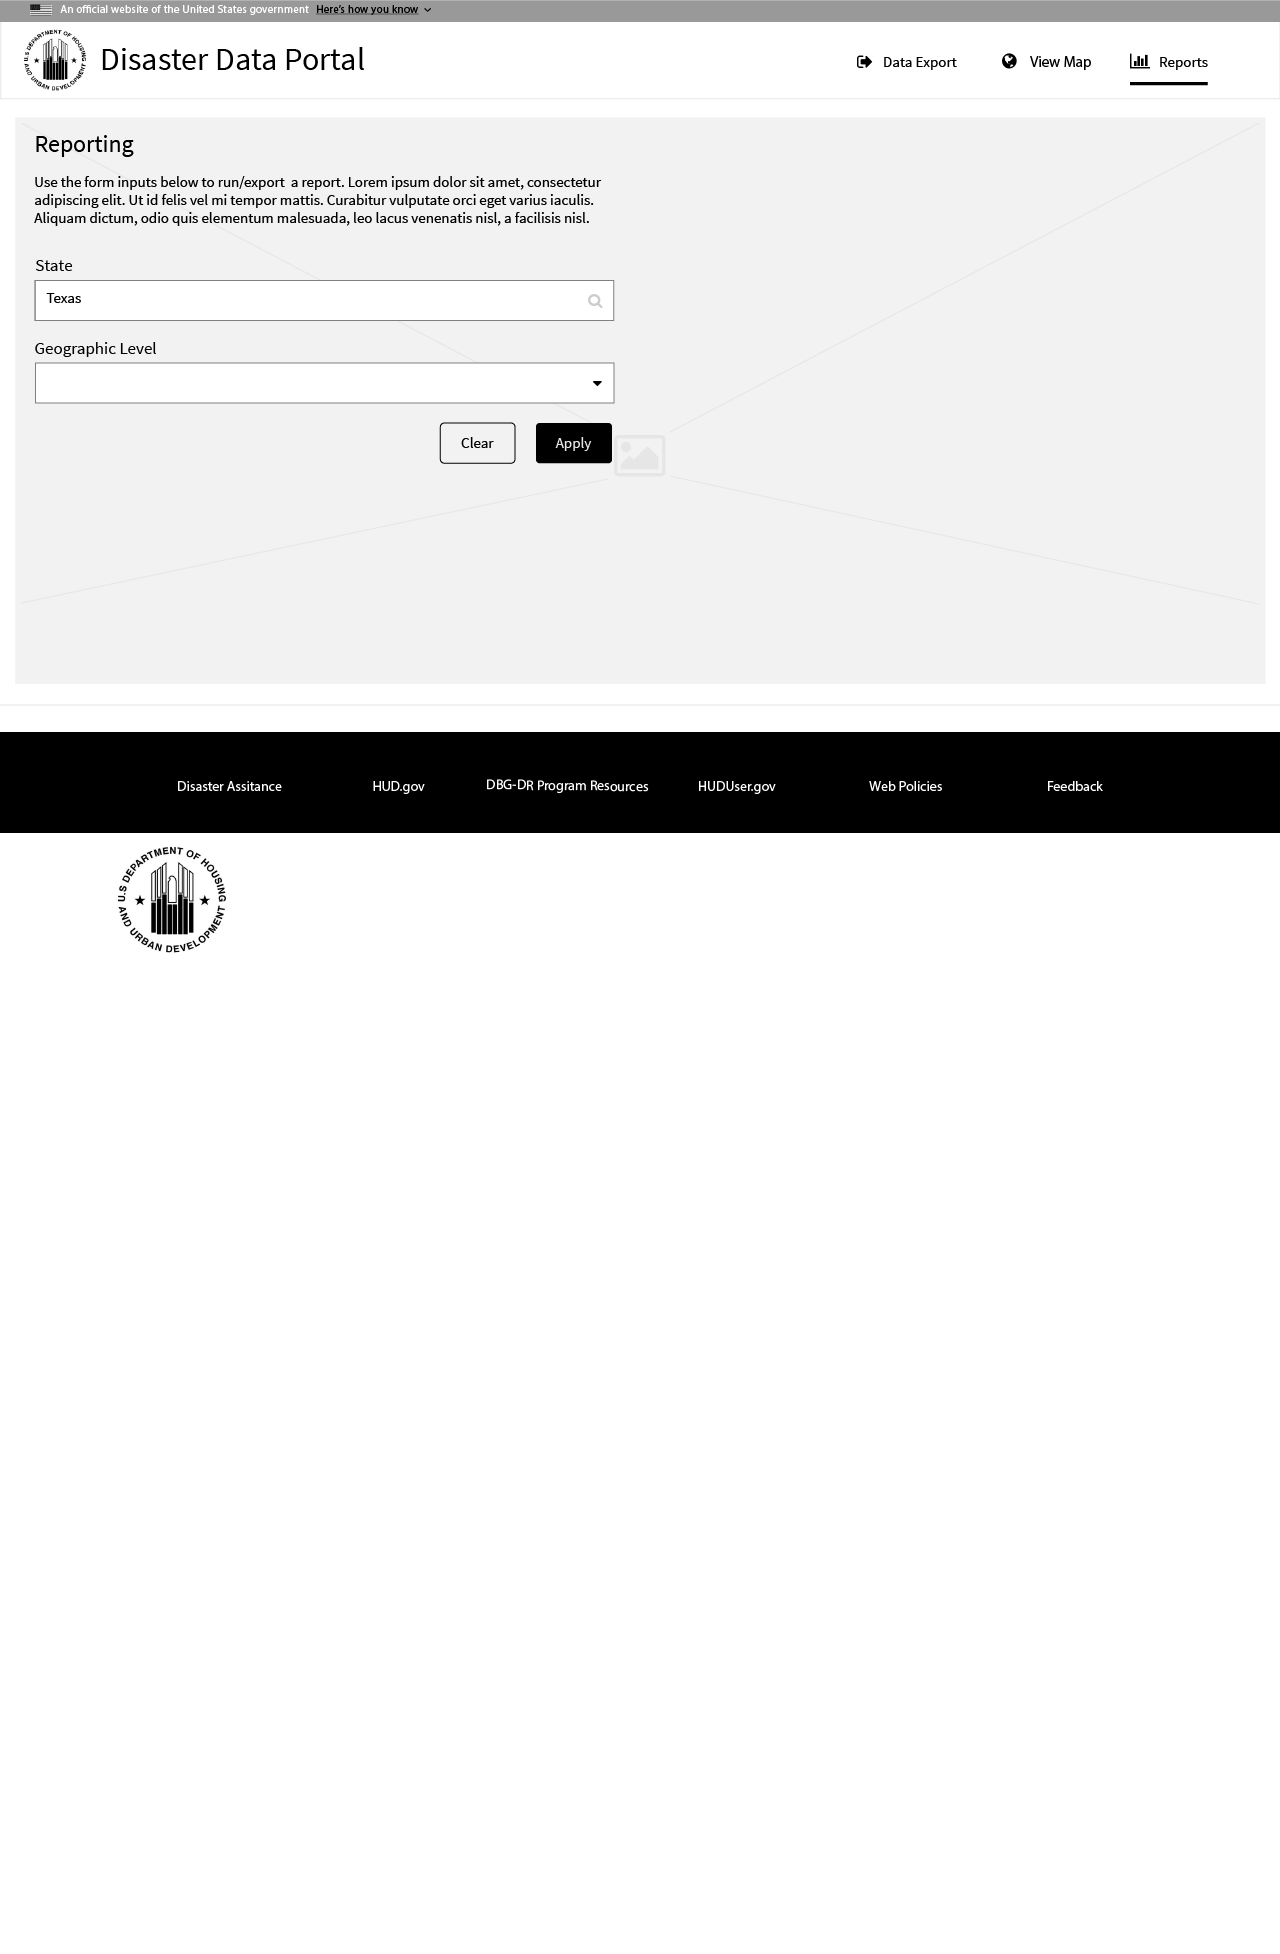 An official website of the United States government Here's how you know
U.S DEPARTMENT OF HOUSING AND URBAN DEVELOPMENT
Disaster Data Portal
Data Export
View Map
Reports
Reporting
Use the form inputs below to run/export  a report. Lorem ipsum dolor sit amet, consectetur
adipiscing elit. Ut id felis vel mi tempor mattis. Curabitur vulputate orci eget varius iaculis.
Aliquam dictum, odio quis elementum malesuada, leo lacus venenatis nisl, a facilisis nisl.
State
Texas
Geographic Level
Clear
Apply
Disaster Assitance
HUD.gov
DBG-DR Program Resources
HUDUser.gov
Web Policies
Feedback
U.S DEPARTMENT OF HOUSING AND URBAN DEVELOPMENT